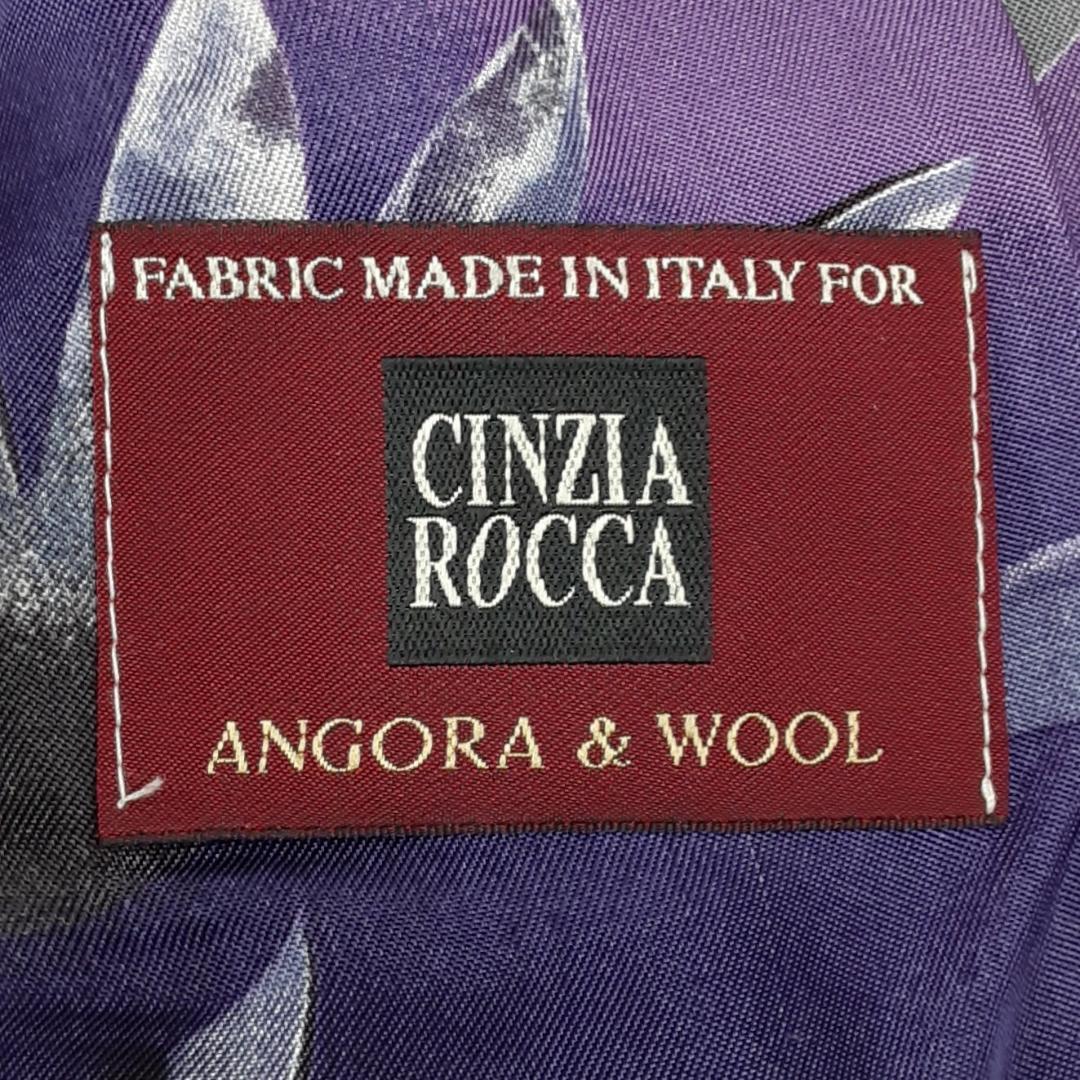 FABRIC MADE IN ITALY FOR
CINZIA
ROCCA
ANGORA & WOOL